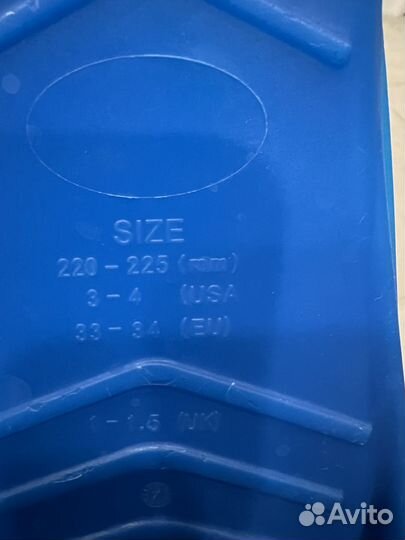 SIZE
220 - 225 (mm)
3 - 4 (USA
33 - 34 (EU)
1 - 1.5 (UK)
Avito